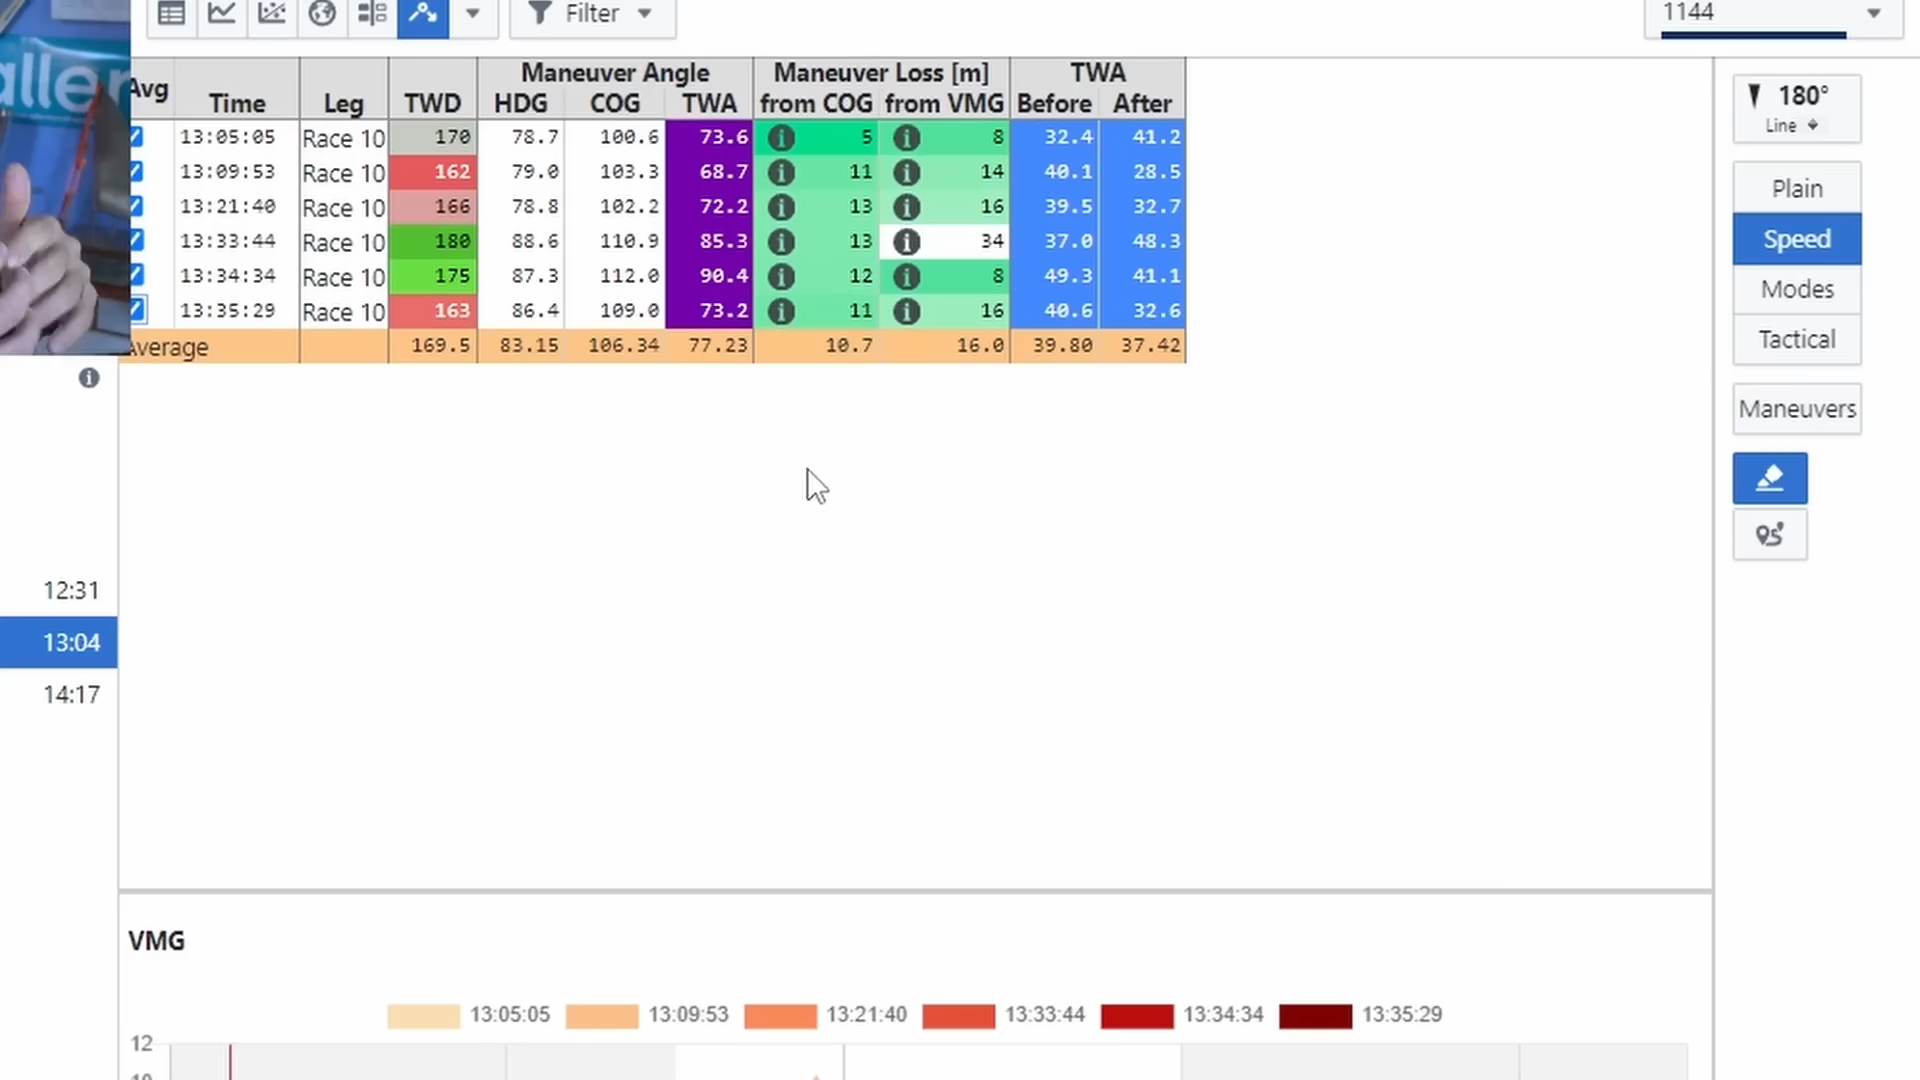 Filter
1144
aller
Maneuver Angle Maneuver Loss [m] TWA
Avg Time Leg TWD HDG COG TWA from COG from VMG Before After
13:05:05 Race 10 170 78.7 100.6 73.6 5 8 32.4 41.2
13:09:53 Race 10 162 79.0 103.3 68.7 11 14 40.1 28.5
13:21:40 Race 10 166 78.8 102.2 72.2 13 16 39.5 32.7
13:33:44 Race 10 180 88.6 110.9 85.3 13 34 37.0 48.3
13:34:34 Race 10 175 87.3 112.0 90.4 12 8 49.3 41.1
13:35:29 Race 10 163 86.4 109.0 73.2 11 16 40.6 32.6
Average 169.5 83.15 106.34 77.23 10.7 16.0 39.80 37.42
180°
Line
Plain
Speed
Modes
Tactical
Maneuvers
12:31
13:04
14:17
VMG
13:05:05 13:09:53 13:21:40 13:33:44 13:34:34 13:35:29
12